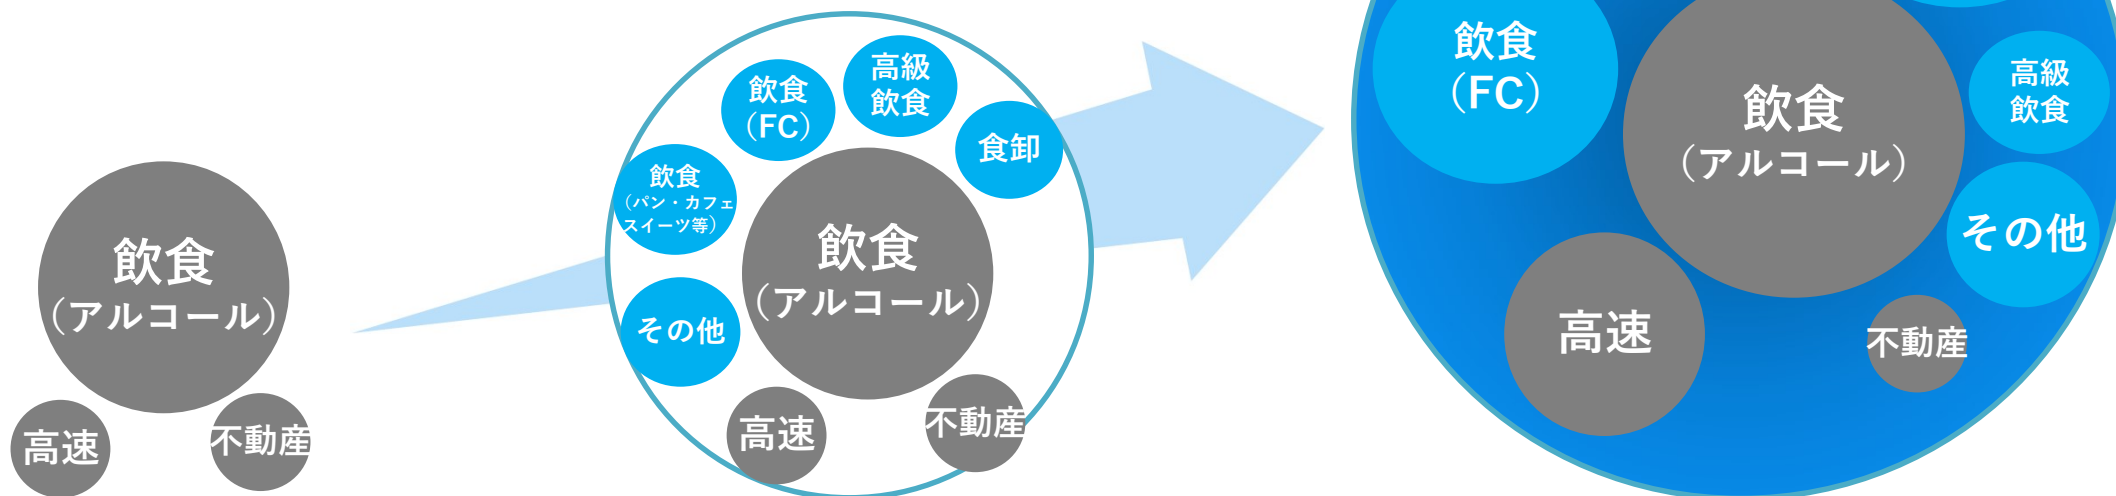 飲食
（アルコール）
高速
不動産
飲食
（FC）
高級
飲食
食卸
飲食
（パン・カフェ
スイーツ等）
飲食
（アルコール）
その他
高速
不動産
飲食
（FC）
飲食
（アルコール）
高級
飲食
その他
高速
不動産